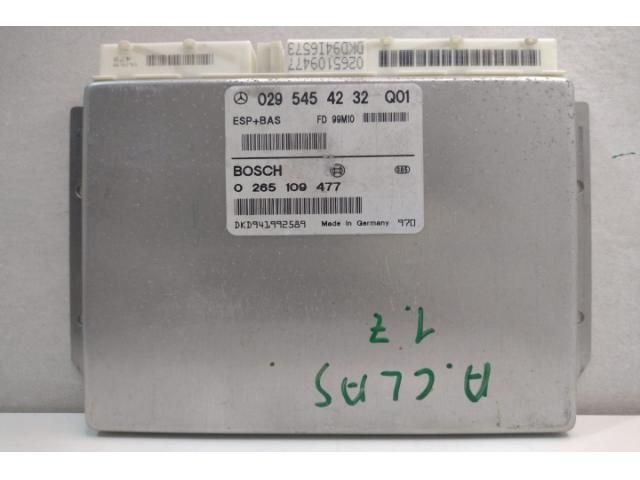 0265109477
DKD9416573
029 545 42 32 Q01
ESP+BAS FD 99M10
BOSCH
0 265 109 477
DKD941992589 Made in Germany 970
1.7
A.CLAS